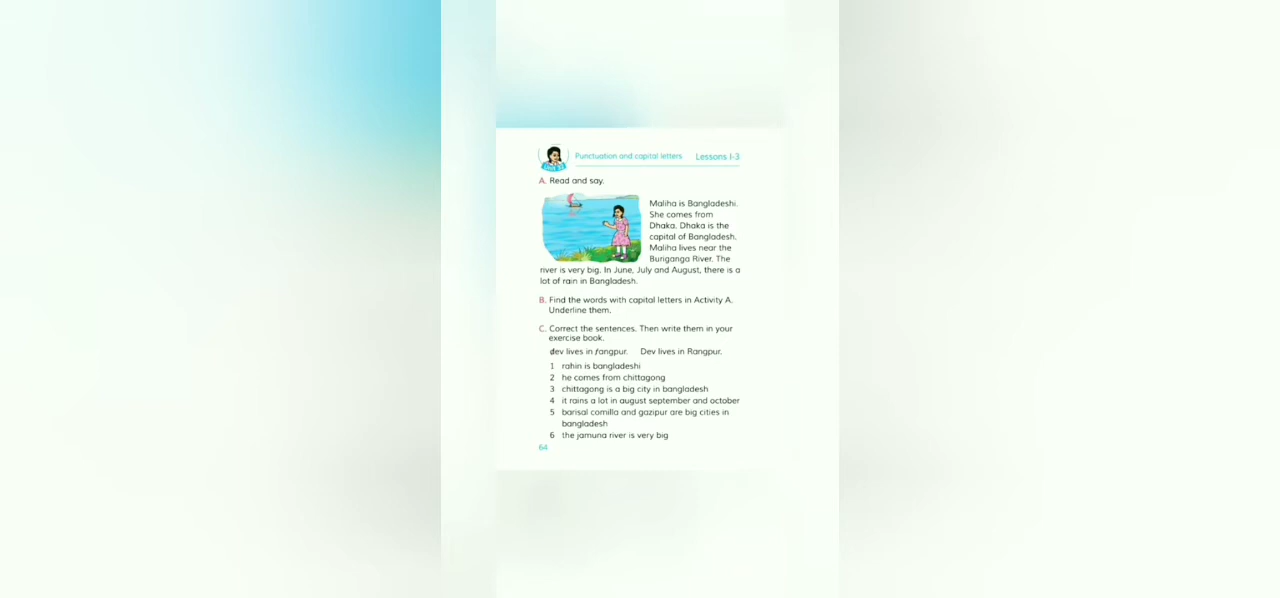 Punctuation and capital letters Lessons 1-3
A. Read and say.
Maliha is Bangladeshi.
She comes from
Dhaka. Dhaka is the
capital of Bangladesh.
Maliha lives near the
Buriganga River. The
river is very big. In June, July and August, there is a
lot of rain in Bangladesh.
B. Find the words with capital letters in Activity A.
Underline them.
C. Correct the sentences. Then write them in your
exercise book.
dev lives in rangpur. Dev lives in Rangpur.
1 rahin is bangladeshi
2 he comes from chittagong
3 chittagong is a big city in bangladesh
4 it rains a lot in august september and october
5 barisal comilla and gazipur are big cities in
bangladesh
6 the jamuna river is very big
64